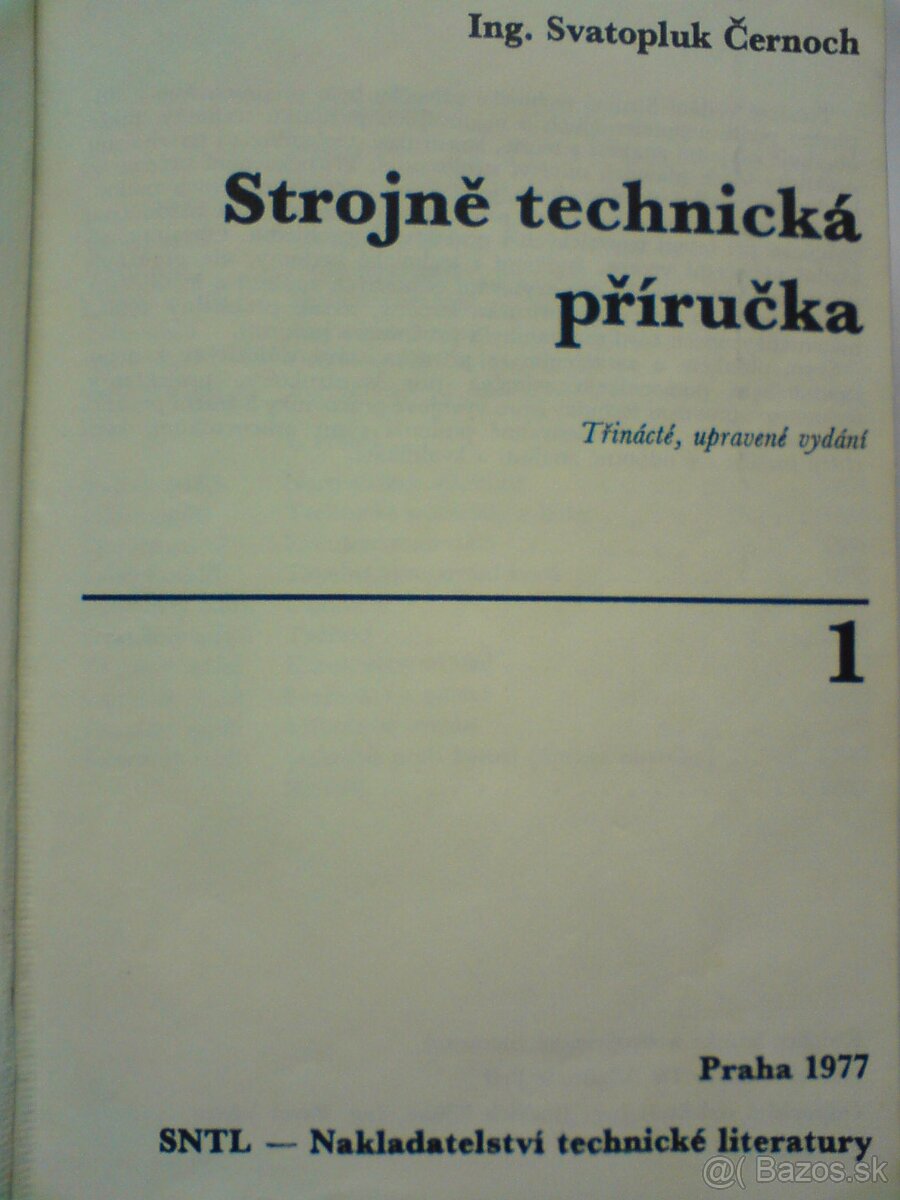 Ing. Svatopluk Černoch
Strojně technická
příručka
Třinácté, upravené vydání
1
Praha 1977
SNTL — Nakladatelství technické literatury
@( Bazos.sk